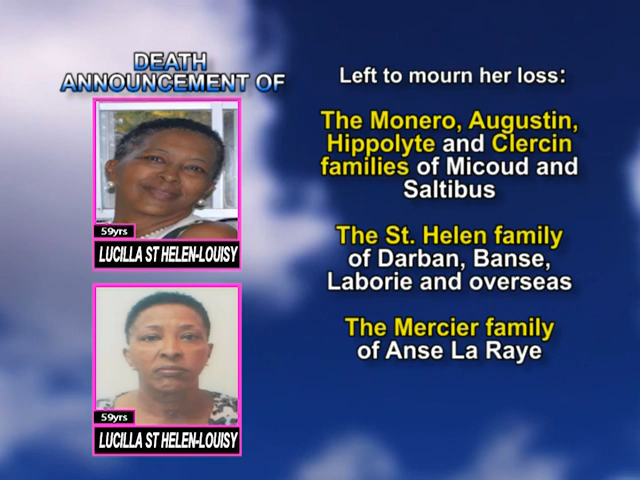 DEATH
ANNOUNCEMENT OF
59yrs
LUCILLA ST HELEN-LOUISY
59yrs
LUCILLA ST HELEN-LOUISY
Left to mourn her loss:
The Monero, Augustin,
Hippolyte and Clercin
families of Micoud and
Saltibus
The St. Helen family
of Darban, Banse,
Laborie and overseas
The Mercier family
of Anse La Raye